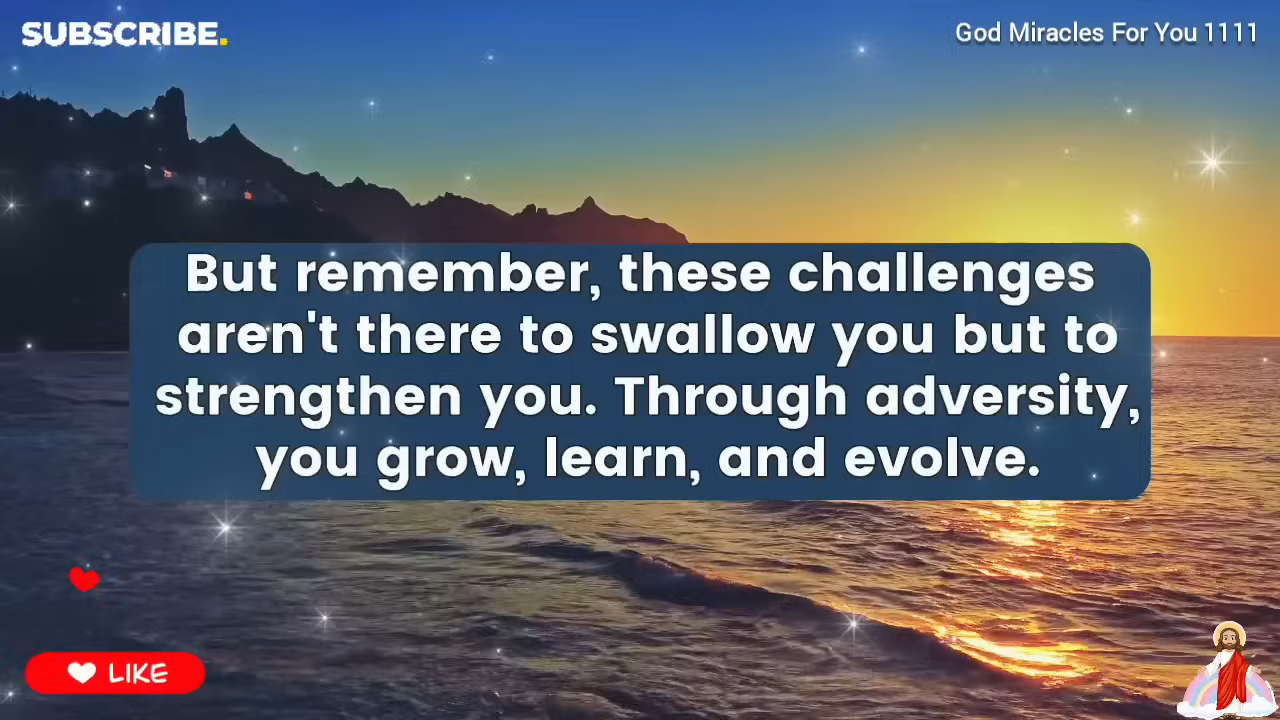 SUBSCRIBE.
God Miracles For You 1111
But remember, these challenges
aren't there to swallow you but to
strengthen you. Through adversity,
you grow, learn, and evolve.
LIKE